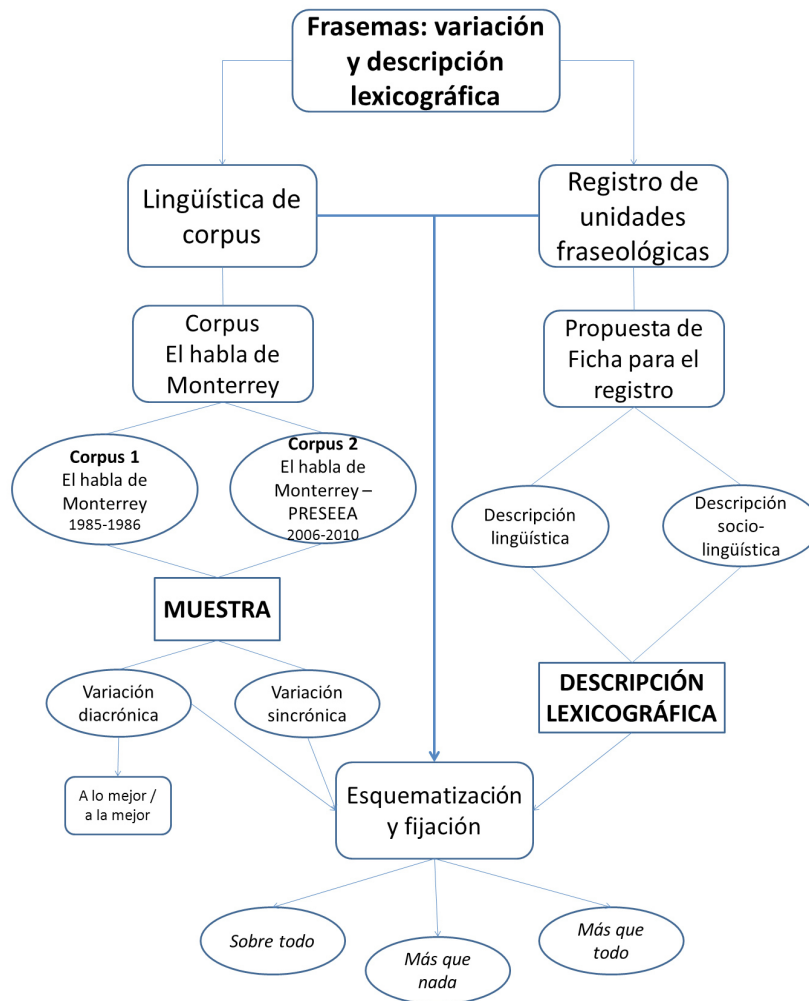 Frasemas: variación
y descripción
lexicográfica
Lingüística de
corpus
Registro de
unidades
fraseológicas
Corpus
El habla de
Monterrey
Propuesta de
Ficha para el
registro
Corpus 1
El habla de
Monterrey
1985-1986
Corpus 2
El habla de
Monterrey –
PRESEEA
2006-2010
Descripción
lingüística
Descripción
socio-
lingüística
MUESTRA
DESCRIPCIÓN
LEXICOGRÁFICA
Variación
diacrónica
Variación
sincrónica
A lo mejor /
a la mejor
Esquematización
y fijación
Sobre todo
Más que
nada
Más que
todo